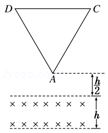 D C
A
h/2
h
× × × × × × ×
× × × × × × ×